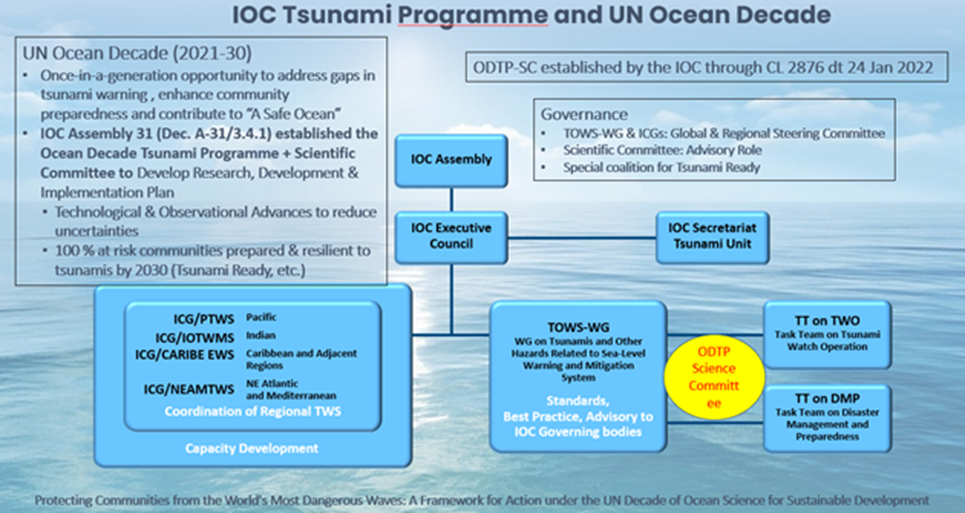 IOC Tsunami Programme and UN Ocean Decade
UN Ocean Decade (2021-30)
• Once-in-a-generation opportunity to address gaps in
tsunami warning , enhance community
preparedness and contribute to “A Safe Ocean”
• IOC Assembly 31 (Dec. A-31/3.4.1) established the
Ocean Decade Tsunami Programme + Scientific
Committee to Develop Research, Development &
Implementation Plan
• Technological & Observational Advances to reduce
uncertainties
• 100 % at risk communities prepared & resilient to
tsunamis by 2030 (Tsunami Ready, etc.)
ODTP-SC established by the IOC through CL 2876 dt 24 Jan 2022
Governance
• TOWS-WG & ICGs: Global & Regional Steering Committee
• Scientific Committee: Advisory Role
• Special coalition for Tsunami Ready
IOC Assembly
IOC Executive
Council
IOC Secretariat
Tsunami Unit
ICG/PTWS Pacific
ICG/IOTWMS Indian
ICG/CARIBE EWS Caribbean and Adjacent
Regions
ICG/NEAMTWS NE Atlantic
and Mediterranean
Coordination of Regional TWS
Capacity Development
TOWS-WG
WG on Tsunamis and Other
Hazards Related to Sea-Level
Warning and Mitigation
System
Standards,
Best Practice, Advisory to
IOC Governing bodies
ODTP
Science
Committ
ee
TT on TWO
Task Team on Tsunami
Watch Operation
TT on DMP
Task Team on Disaster
Management and
Preparedness
Protecting Communities from the World's Most Dangerous Waves: A Framework for Action under the UN Decade of Ocean Science for Sustainable Development